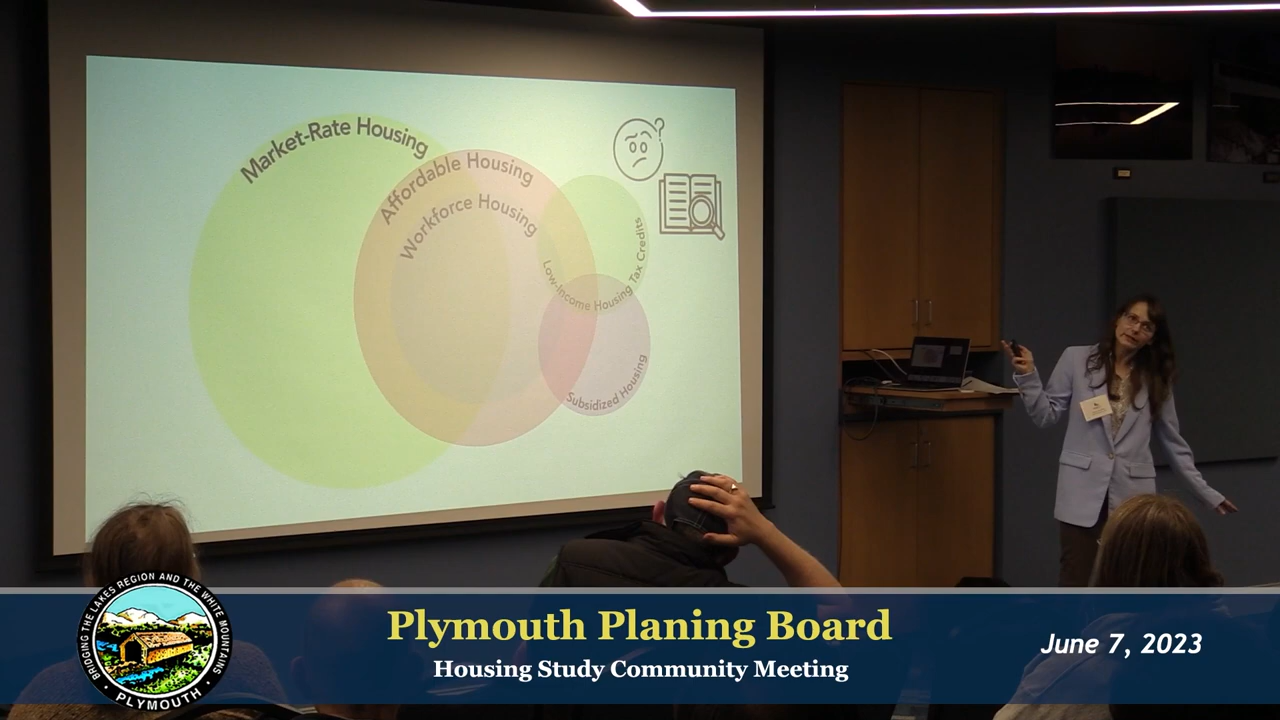 Market-Rate Housing
Affordable Housing
Workforce Housing
Low-Income Housing Tax Credits
Subsidized Housing
BRIDGING THE LAKES REGION AND THE WHITE MOUNTAINS
• PLYMOUTH •
Plymouth Planing Board
Housing Study Community Meeting
June 7, 2023